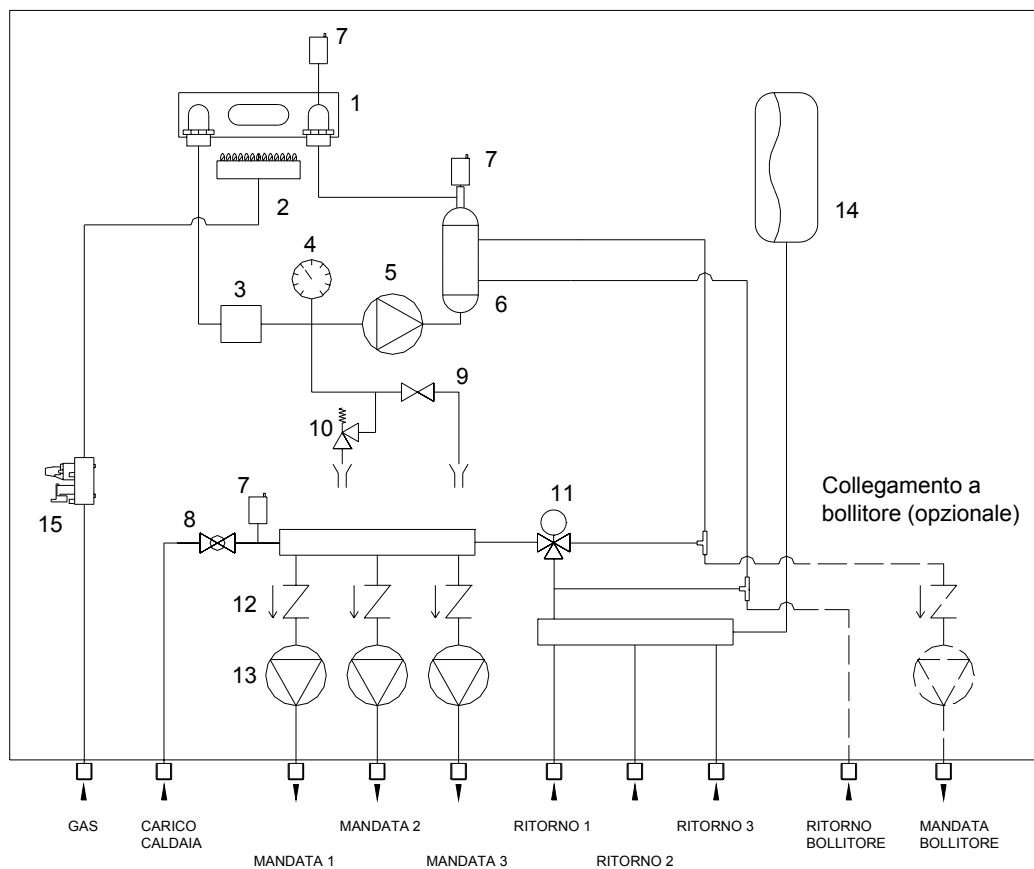 7
1
7
2
14
4
5
3
6
9
10
11
7
8
15
Collegamento a
bollitore (opzionale)
12
13
GAS
CARICO
CALDAIA
MANDATA 1
MANDATA 2
MANDATA 3
RITORNO 1
RITORNO 2
RITORNO 3
RITORNO
BOLLITORE
MANDATA
BOLLITORE